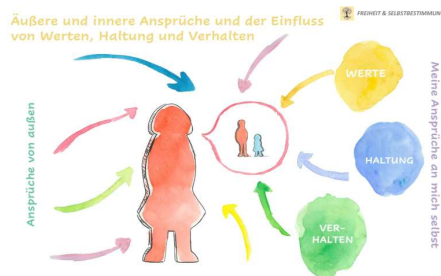 Äußere und innere Ansprüche und der Einfluss
von Werten, Haltung und Verhalten
FREIHEIT & SELBSTBESTIMMUN
Ansprüche von außen
WERTE
HALTUNG
VER-
HALTEN
Meine Ansprüche an mich selbst